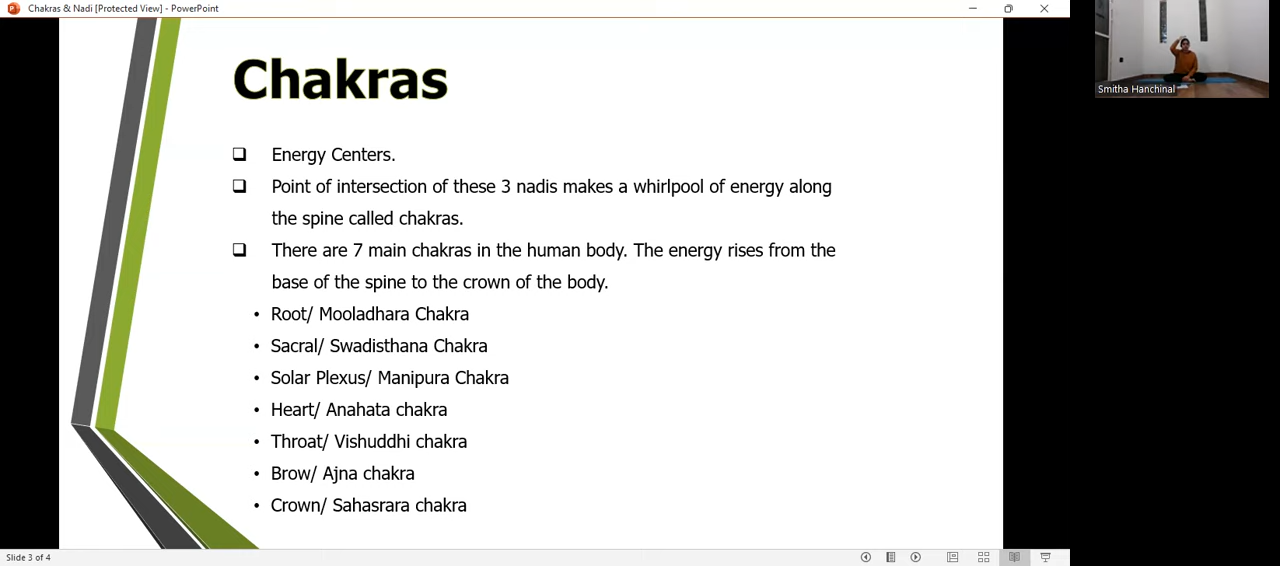 Chakras & Nadi [Protected View] - PowerPoint
Smitha Hanchinal
Chakras
Energy Centers.
Point of intersection of these 3 nadis makes a whirlpool of energy along
the spine called chakras.
There are 7 main chakras in the human body. The energy rises from the
base of the spine to the crown of the body.
• Root/ Mooladhara Chakra
• Sacral/ Swadisthana Chakra
• Solar Plexus/ Manipura Chakra
• Heart/ Anahata chakra
• Throat/ Vishuddhi chakra
• Brow/ Ajna chakra
• Crown/ Sahasrara chakra
Slide 3 of 4